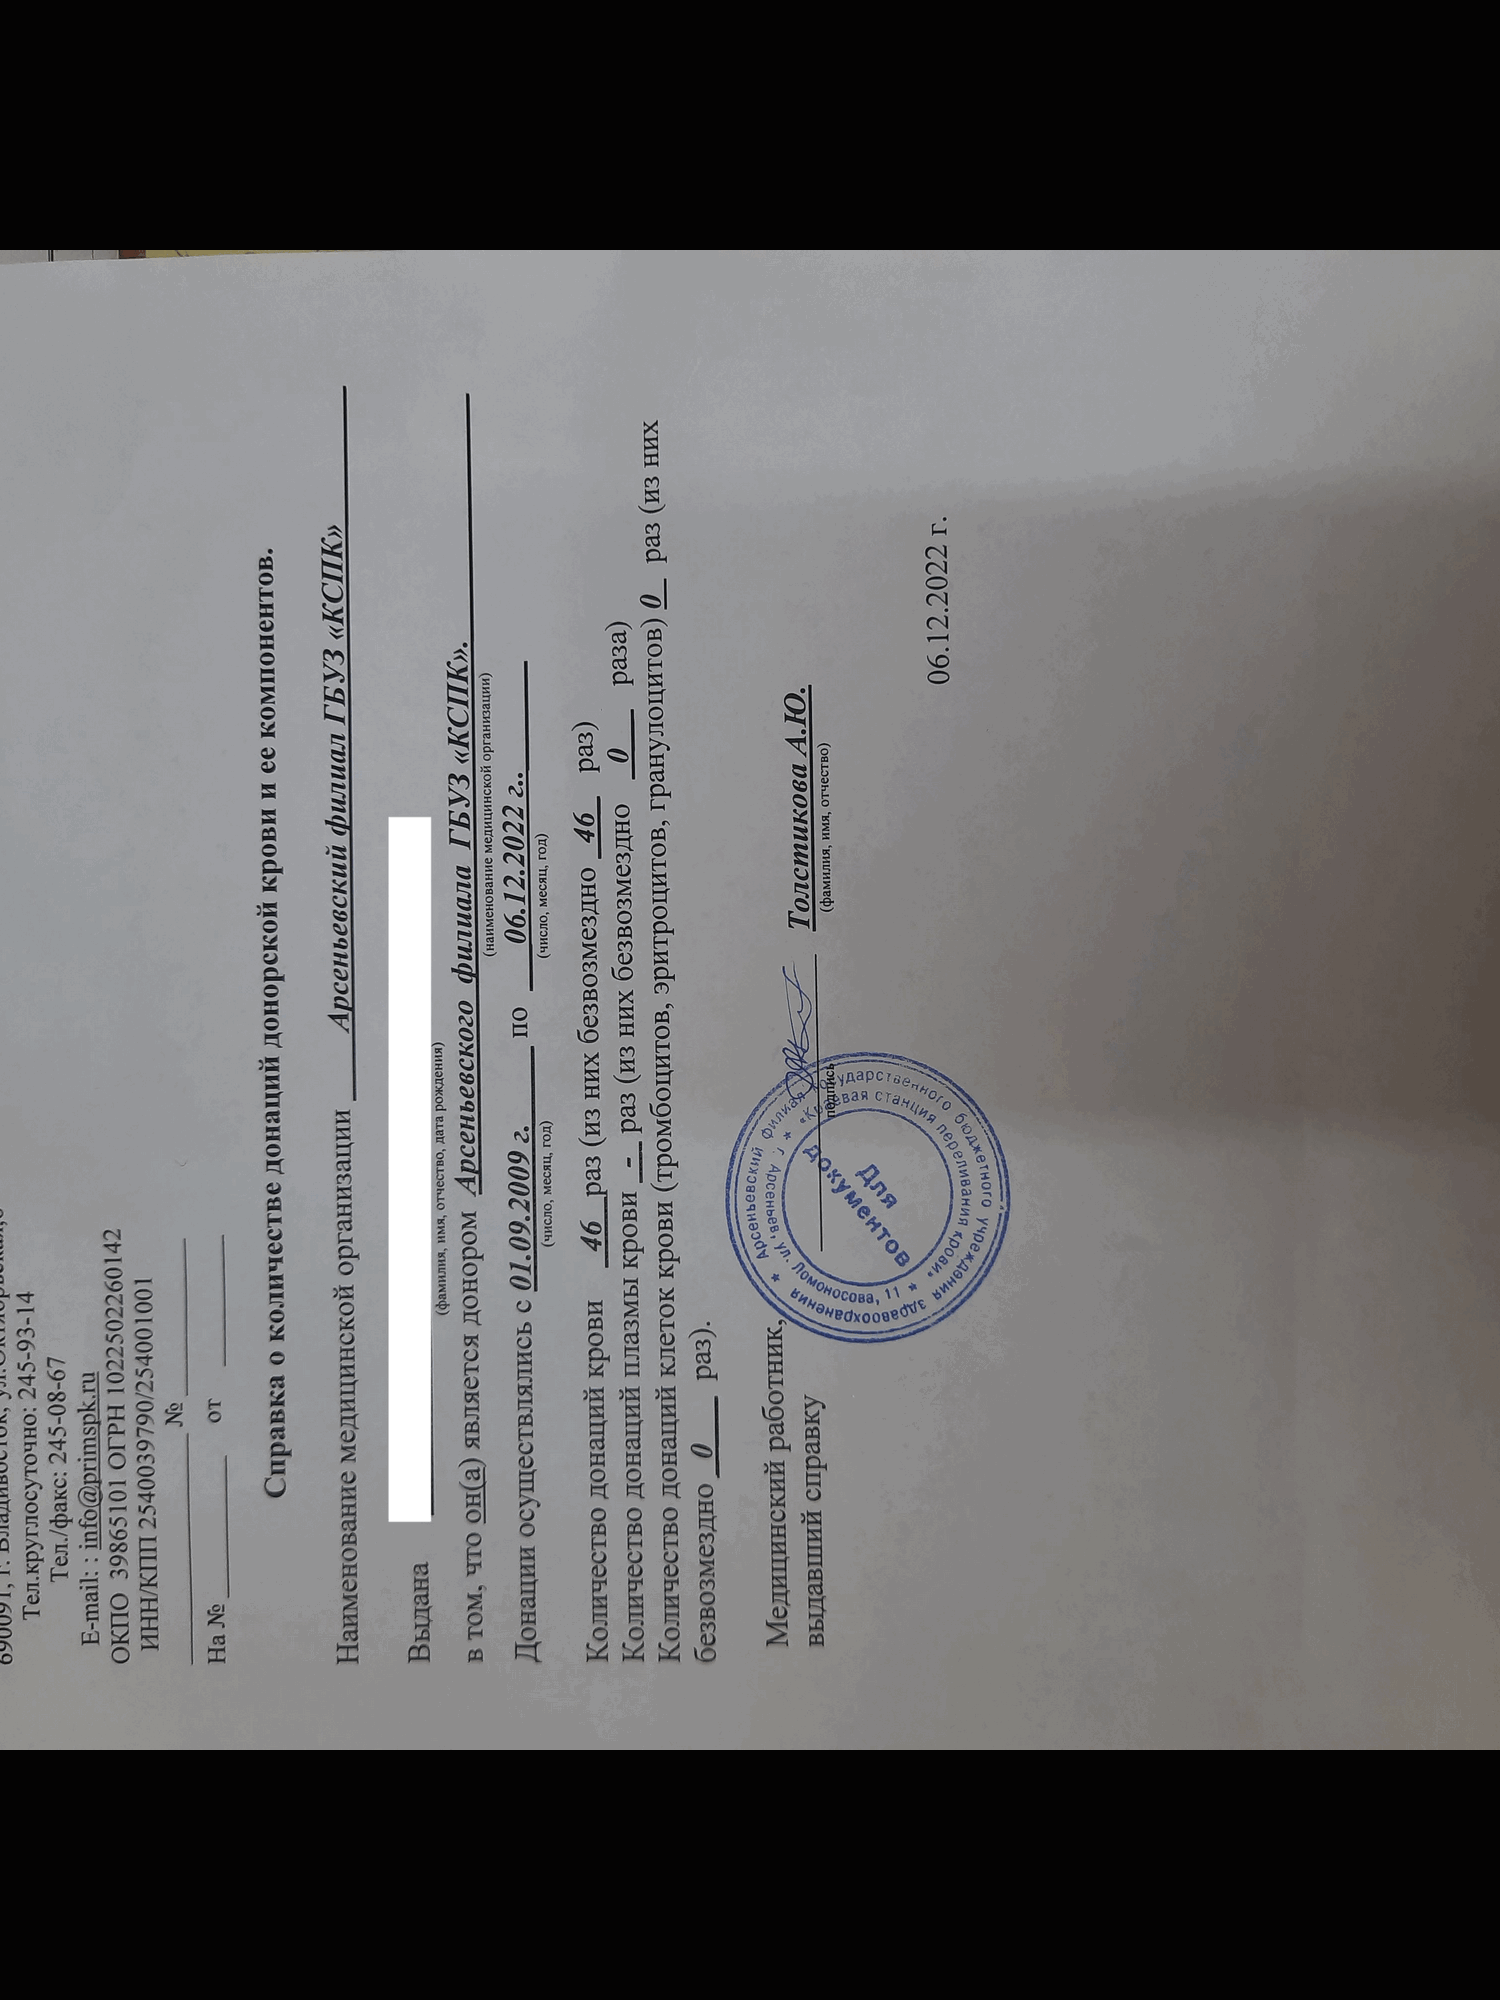 690091, г. Владивосток, ул.Октябрьская,6
Тел.круглосуточно: 245-93-14
Тел./факс: 245-08-67
E-mail: : info@primspk.ru
ОКПО 39865101 ОГРН 1022502260142
ИНН/КПП 2540039790/254001001
№
На № от
Справка о количестве донаций донорской крови и ее компонентов.
Наименование медицинской организации Арсеньевский филиал ГБУЗ «КСПК»
Выдана
(фамилия, имя, отчество, дата рождения)
в том, что он(а) является донором Арсеньевского филиала ГБУЗ «КСПК».
(наименование медицинской организации)
Донации осуществлялись с 01.09.2009 г. по 06.12.2022 г..
(число, месяц, год) (число, месяц, год)
Количество донаций крови 46 раз (из них безвозмездно 46 раз)
Количество донаций плазмы крови - раз (из них безвозмездно 0 раза)
Количество донаций клеток крови (тромбоцитов, эритроцитов, гранулоцитов) 0 раз (из них
безвозмездно 0 раз).
Медицинский работник,
выдавший справку Толстикова А.Ю.
подпись (фамилия, имя, отчество)
Арсеньевский филиал государственного бюджетного учреждения здравоохранения
«Краевая станция переливания крови»
г. Арсеньев, ул. Ломоносова, 11
Для
документов
06.12.2022 г.